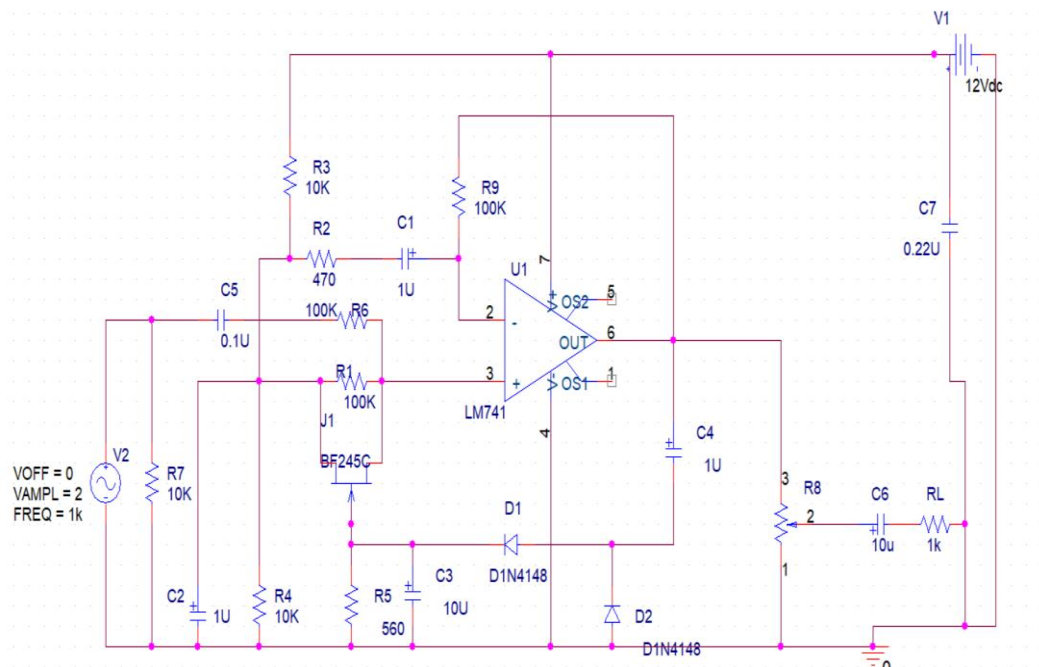 V1
12Vdc
R3
10K
R9
100K
R2
470
C1
1U
C7
0.22U
U1
7
5
OS2
C5
0.1U
100K R6
2
-
6
OUT
R1
100K
3
+
OS1
1
LM741
4
J1
BF245C
C4
1U
V2
VOFF = 0
VAMPL = 2
FREQ = 1k
R7
10K
3
R8
2
C6
10u
RL
1k
1
D1
D1N4148
C3
10U
C2
1U
R4
10K
R5
560
D2
D1N4148
0